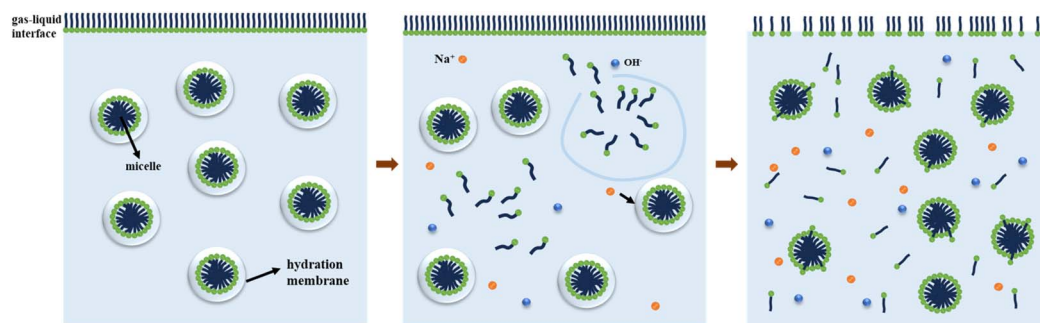 gas-liquid
interface
micelle
hydration
membrane
Na⁺
OH⁻